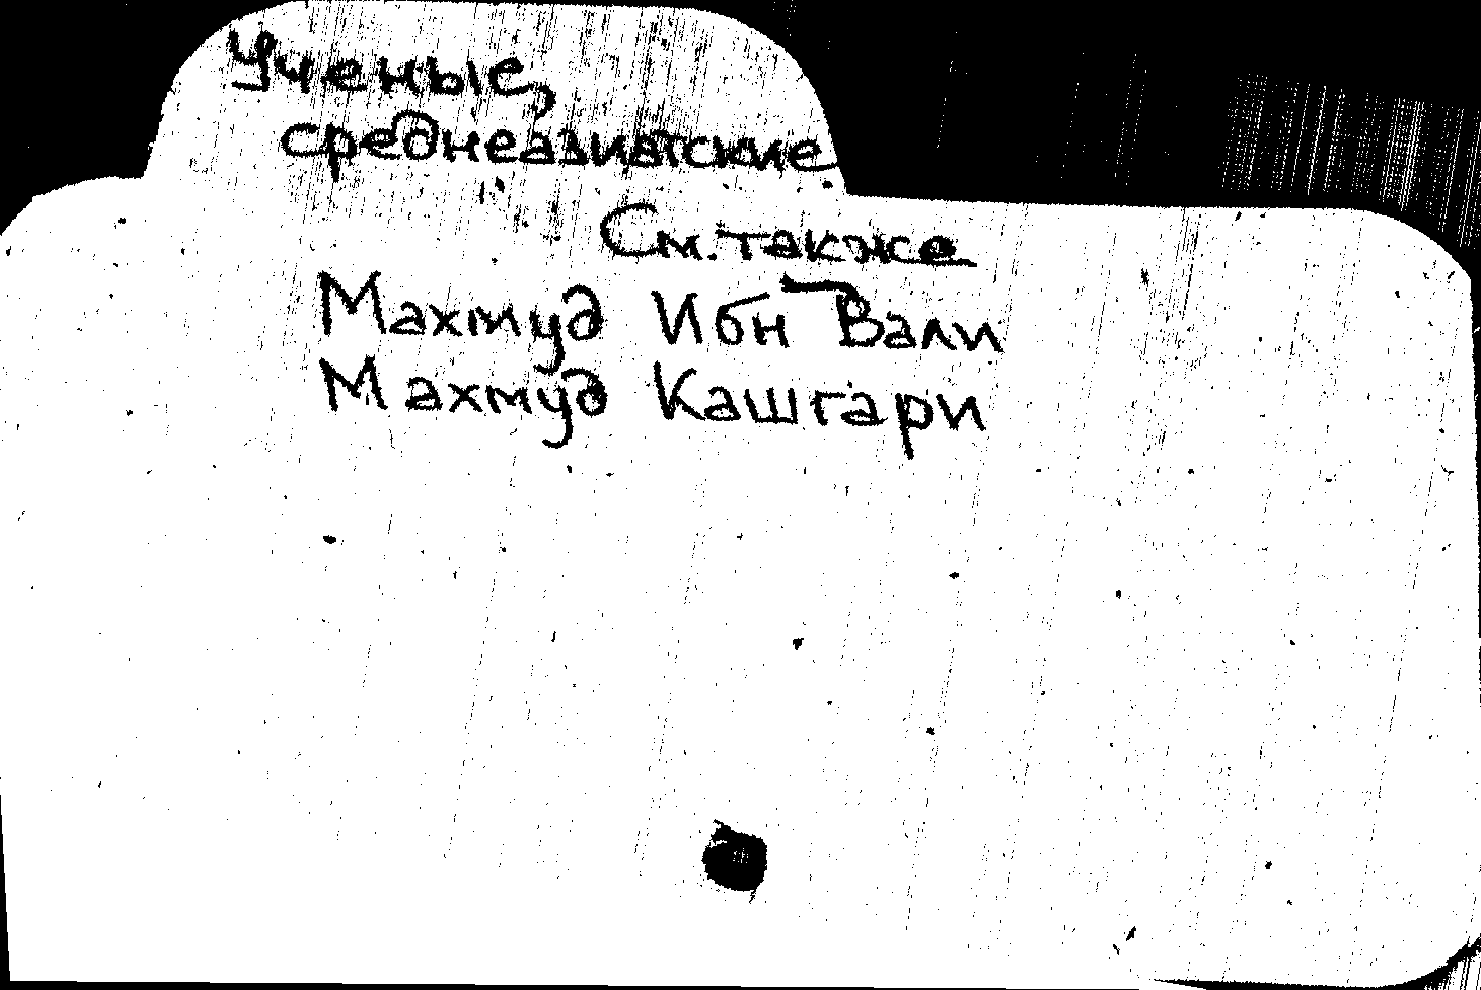 Ученые,
среднеазиатские
См. также
Махмуд Ибн Вали
Махмуд Кашгари